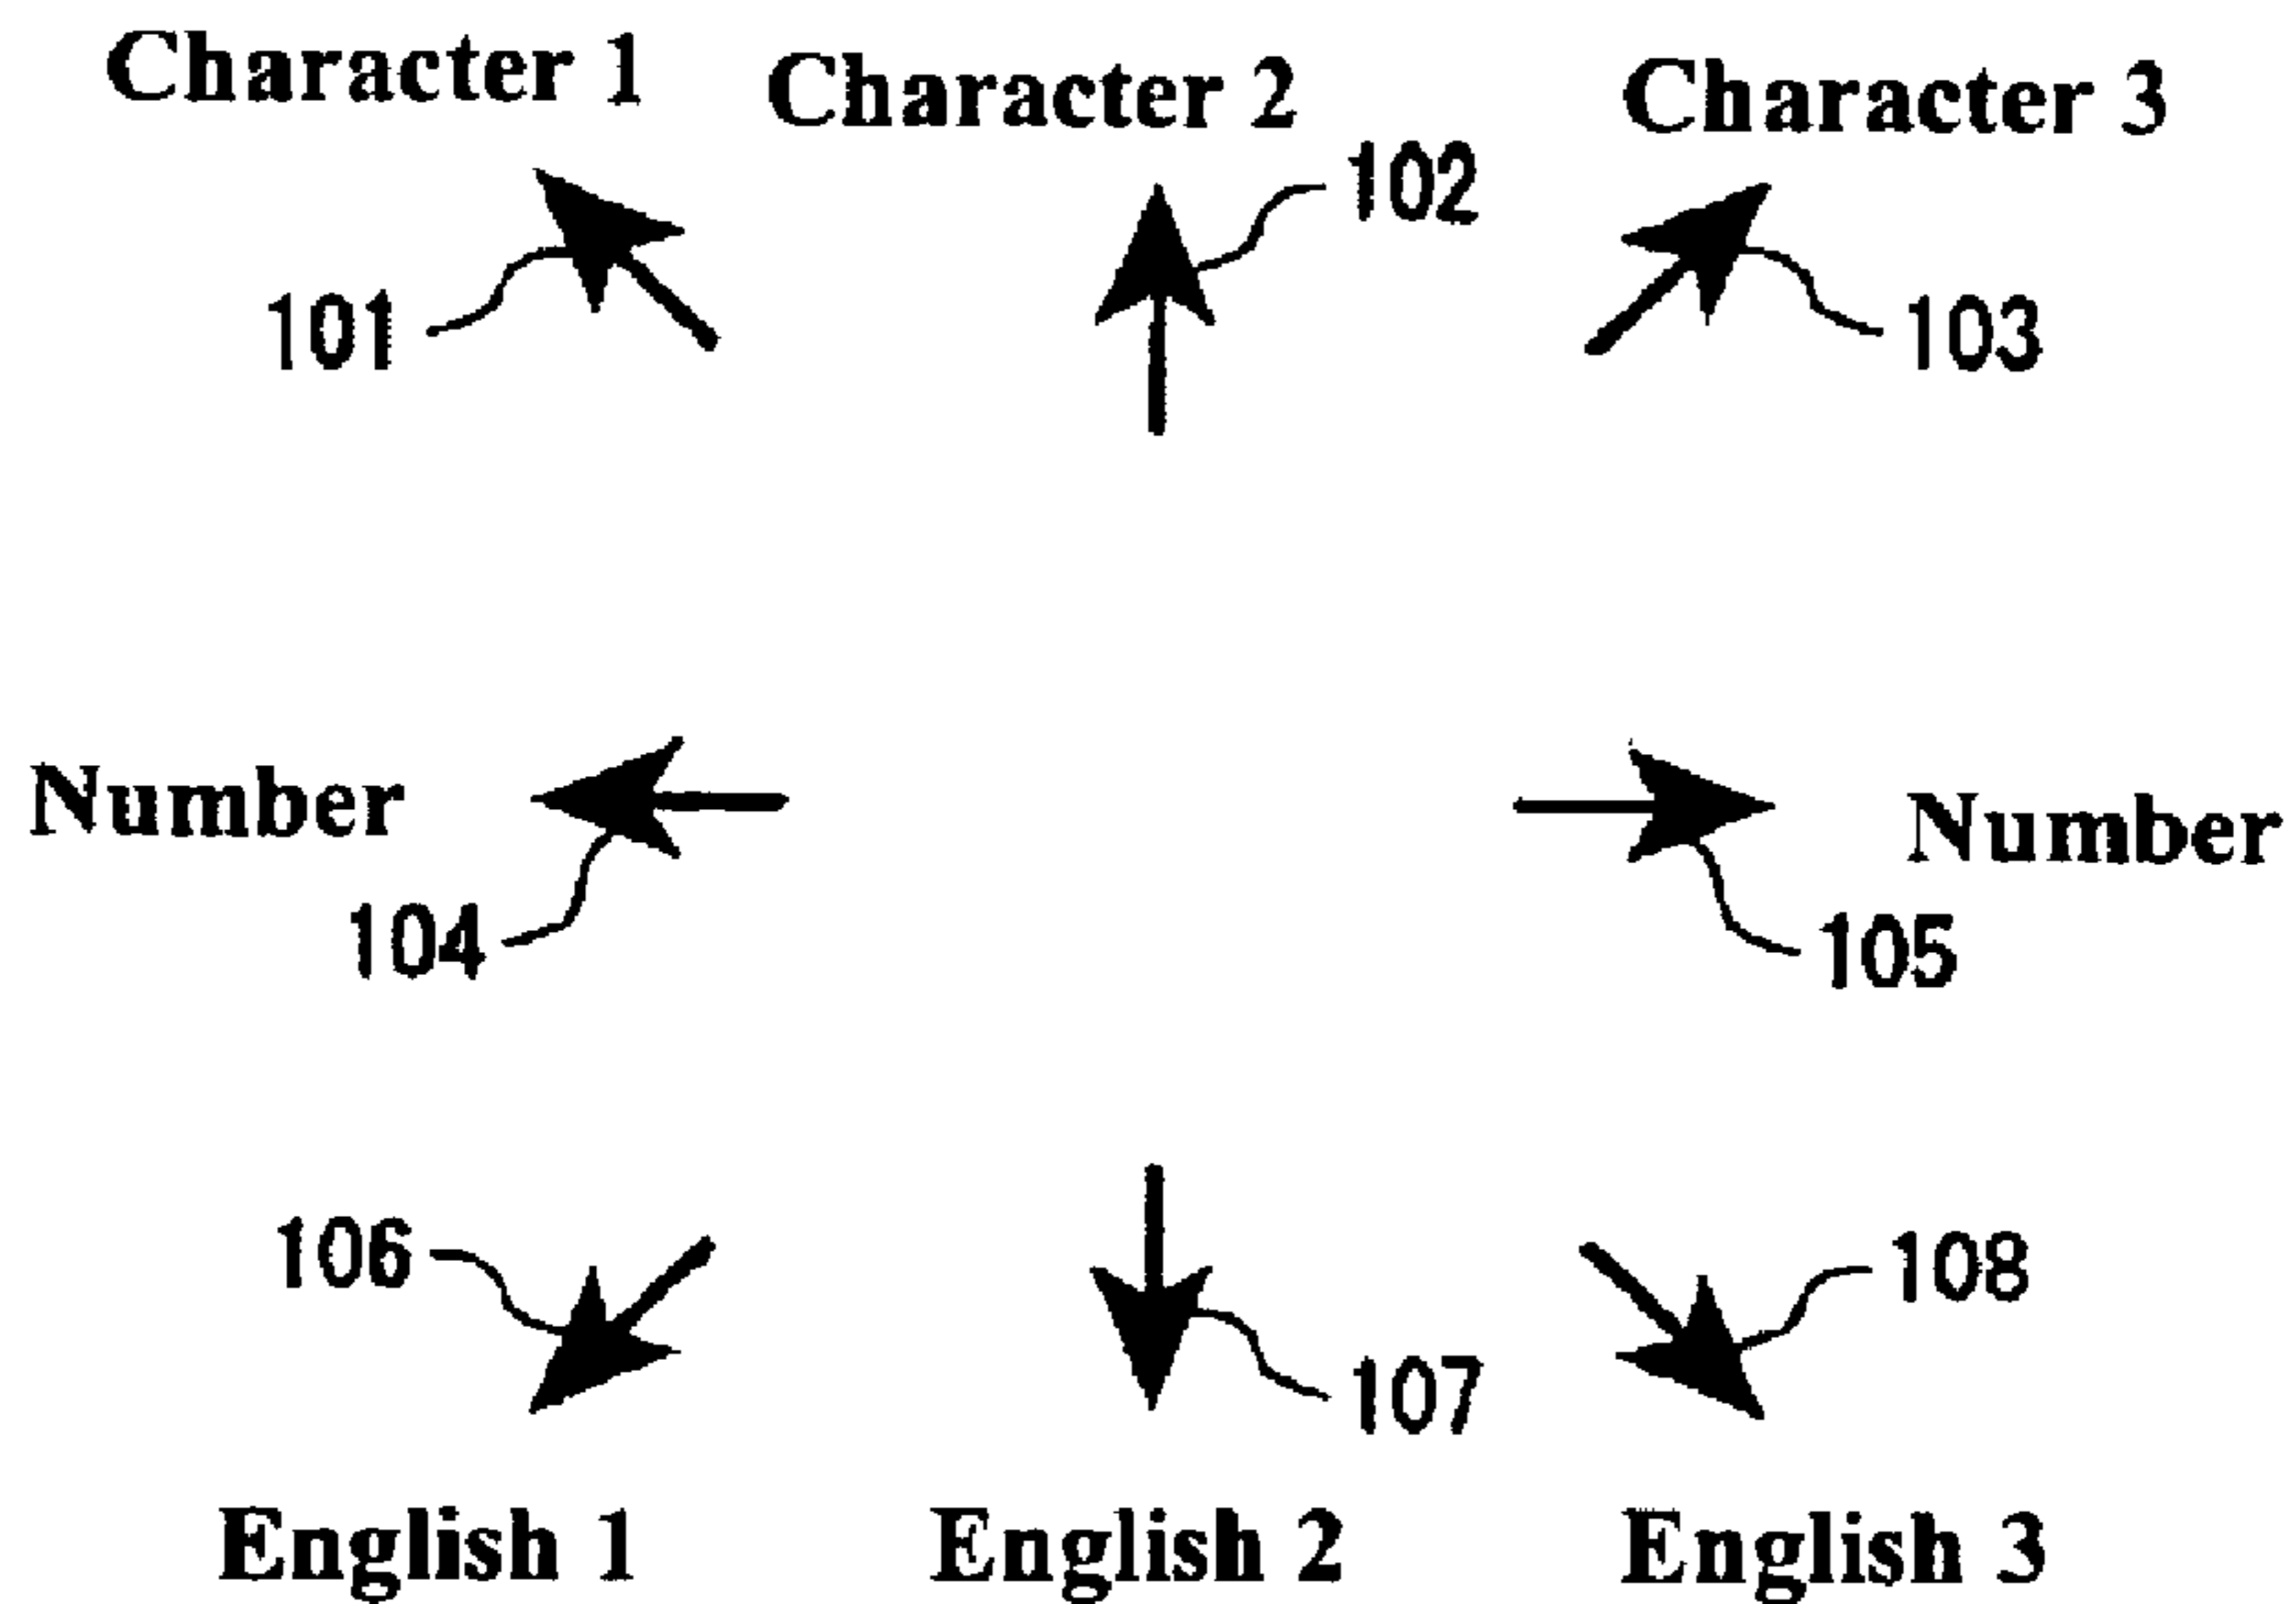 Character 1 Character 2 Character 3
102
101 103
Number Number
104 105
106 108
107
English 1 English 2 English 3